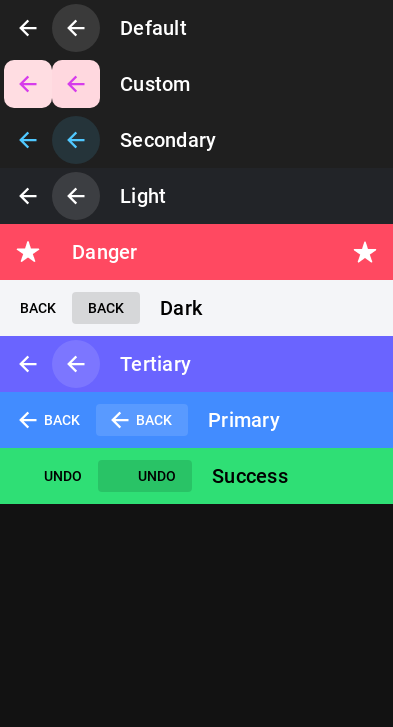 Default
Custom
Secondary
Light
Danger
BACK BACK Dark
Tertiary
BACK BACK Primary
UNDO UNDO Success